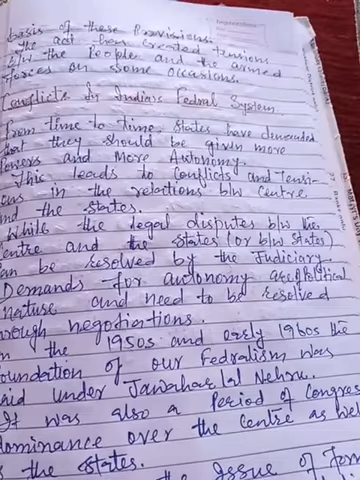 basis of these Provisions.
the act has created tensions
b/w the People and the armed
forces on some occasions.
Conflicts in India's Fedral System
From time to time, States have demanded
that they should be given more
Powers and More Autonomy.
This leads to conflicts and Tensi-
ons in the relations b/w Centre
and the states.
While the legal disputes b/w the
Centre and the states (or b/w States)
can be resolved by the Judiciary.
Demands for autonomy are Political
nature and need to be resolved
through negotiations.
In the 1950s and early 1960s the
foundation of our Federalism was
laid under Jawahar lal Nehru.
It was also a Period of Congress
dominance over the Centre as well
as the states.
the issue of